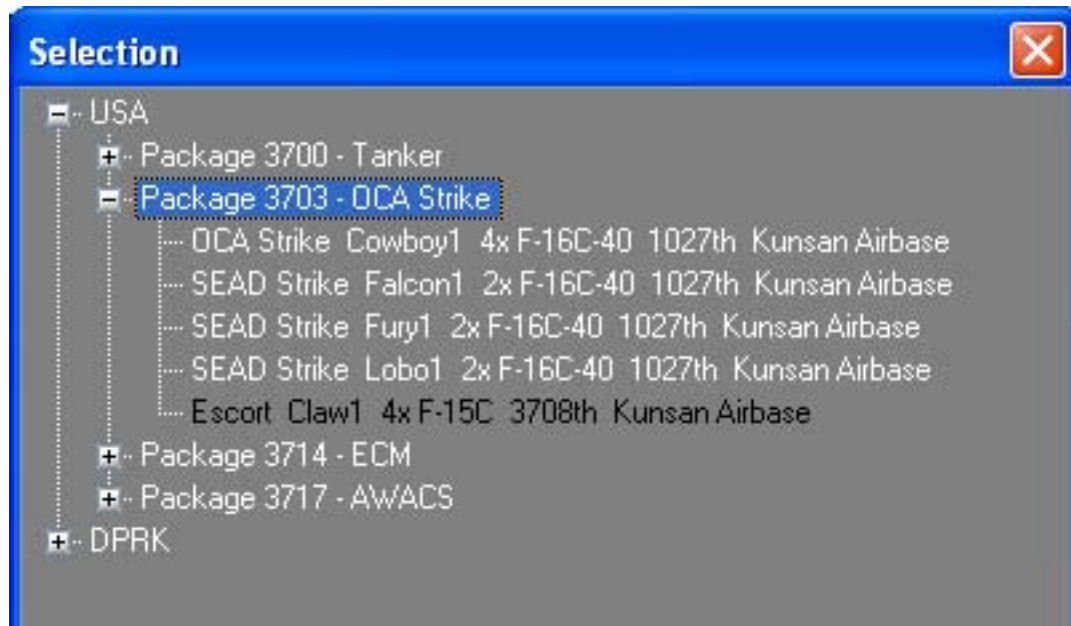 Selection
USA
Package 3700 - Tanker
Package 3703 - OCA Strike
OCA Strike Cowboy1 4x F-16C-40 1027th Kunsan Airbase
SEAD Strike Falcon1 2x F-16C-40 1027th Kunsan Airbase
SEAD Strike Fury1 2x F-16C-40 1027th Kunsan Airbase
SEAD Strike Lobo1 2x F-16C-40 1027th Kunsan Airbase
Escort Claw1 4x F-15C 3708th Kunsan Airbase
Package 3714 - ECM
Package 3717 - AWACS
DPRK